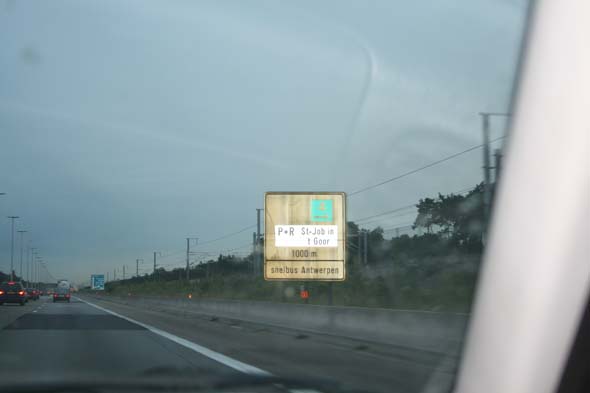 P+R St-Job in
't Goor
1000 m
snelbus Antwerpen